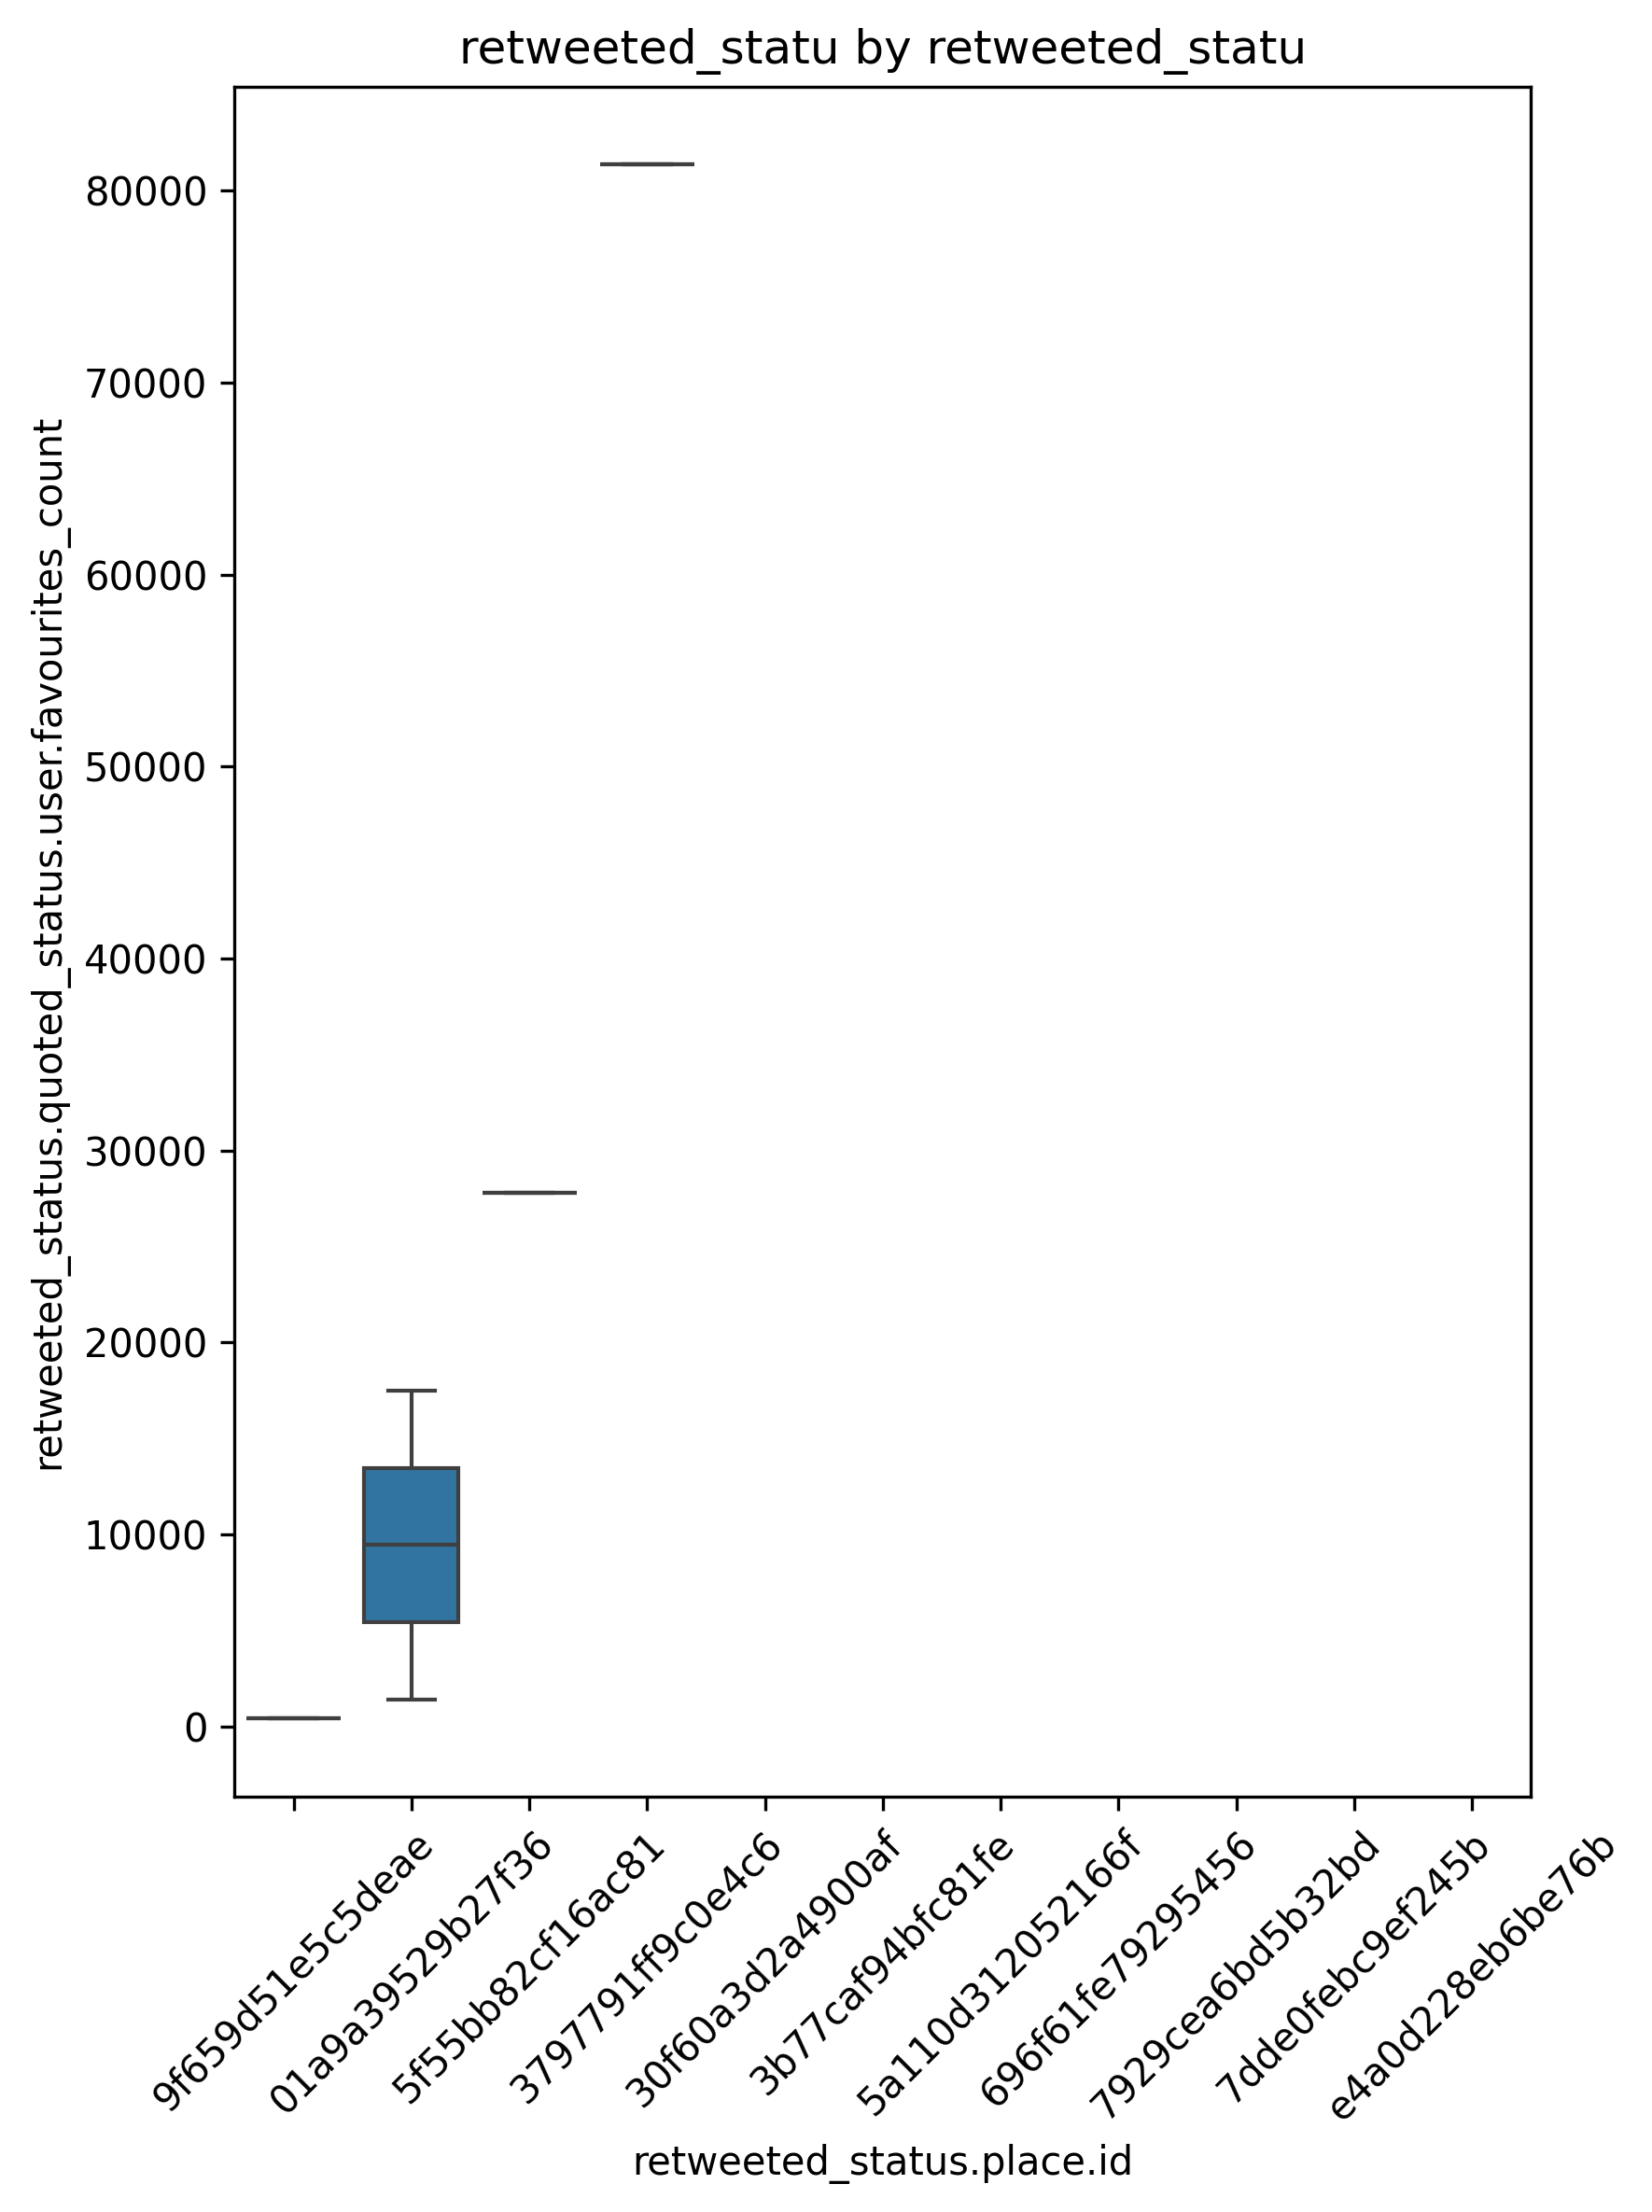 retweeted_statu by retweeted_statu
retweeted_status.quoted_status.user.favourites_count
80000
70000
60000
50000
40000
30000
20000
10000
0
9f659d51e5c5deae
01a9a39529b27f36
5f55bb82cf16ac81
3797791ff9c0e4c6
30f60a3d2a4900af
3b77caf94bfc81fe
5a110d312052166f
696f61fe79295456
7929cea6bd5b32bd
7dde0febc9ef245b
e4a0d228eb6be76b
retweeted_status.place.id